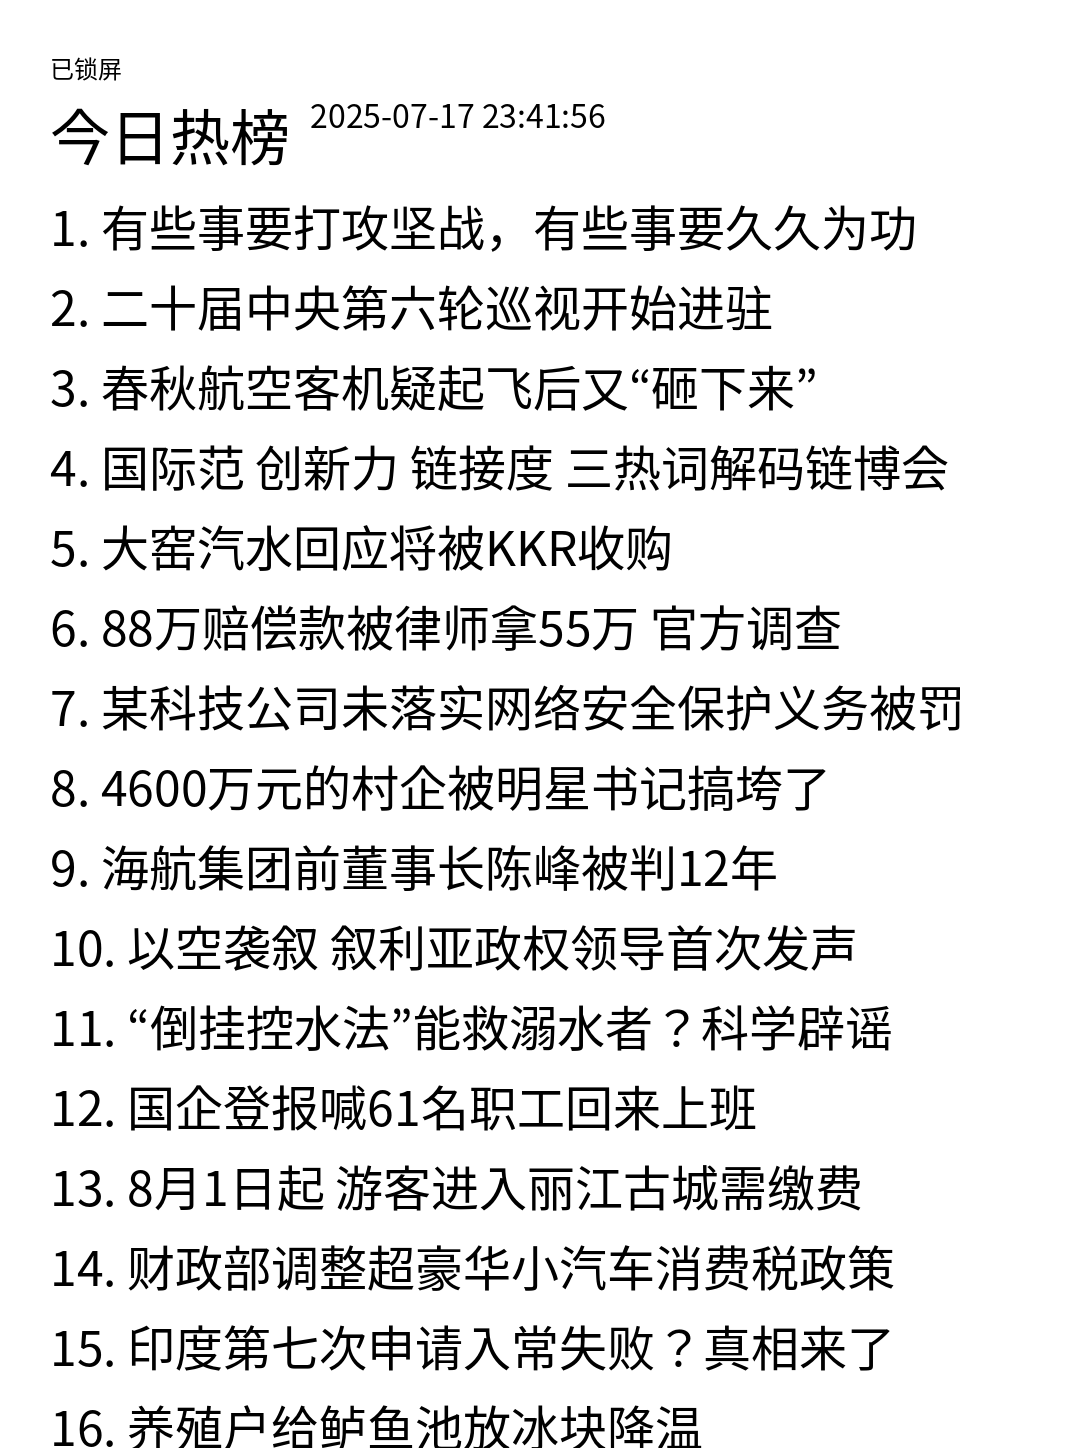 已锁屏
今日热榜 2025-07-17 23:41:56
1. 有些事要打攻坚战，有些事要久久为功
2. 二十届中央第六轮巡视开始进驻
3. 春秋航空客机疑起飞后又“砸下来”
4. 国际范 创新力 链接度 三热词解码链博会
5. 大窑汽水回应将被KKR收购
6. 88万赔偿款被律师拿55万 官方调查
7. 某科技公司未落实网络安全保护义务被罚
8. 4600万元的村企被明星书记搞垮了
9. 海航集团前董事长陈峰被判12年
10. 以空袭叙 叙利亚政权领导首次发声
11. “倒挂控水法”能救溺水者？科学辟谣
12. 国企登报喊61名职工回来上班
13. 8月1日起 游客进入丽江古城需缴费
14. 财政部调整超豪华小汽车消费税政策
15. 印度第七次申请入常失败？真相来了
16. 养殖户给鲈鱼池放冰块降温